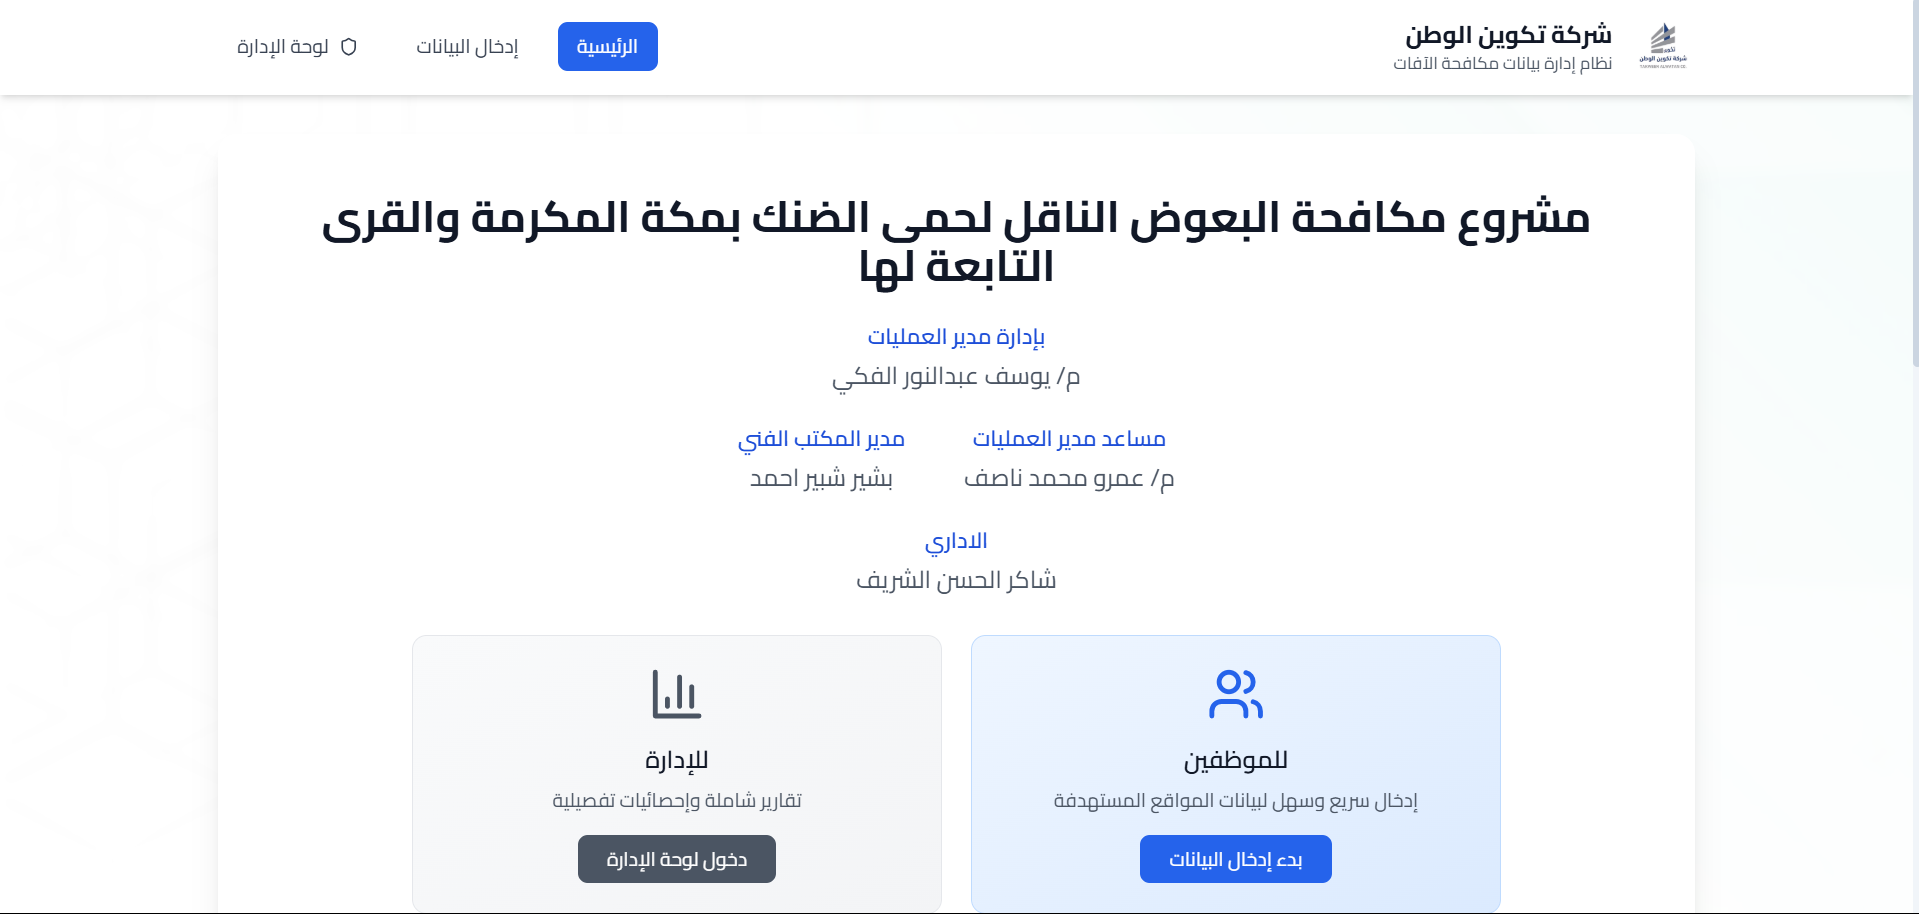 شركة تكوين الوطن
نظام إدارة بيانات مكافحة الآفات
الرئيسية
إدخال البيانات
لوحة الإدارة
مشروع مكافحة البعوض الناقل لحمى الضنك بمكة المكرمة والقرى
التابعة لها
بإدارة مدير العمليات
م/ يوسف عبدالنور الفكي
مساعد مدير العمليات
م/ عمرو محمد ناصف
مدير المكتب الفني
بشير شبير احمد
الاداري
شاكر الحسن الشريف
للموظفين
إدخال سريع وسهل لبيانات المواقع المستهدفة
بدء إدخال البيانات
للإدارة
تقارير شاملة وإحصائيات تفصيلية
دخول لوحة الإدارة